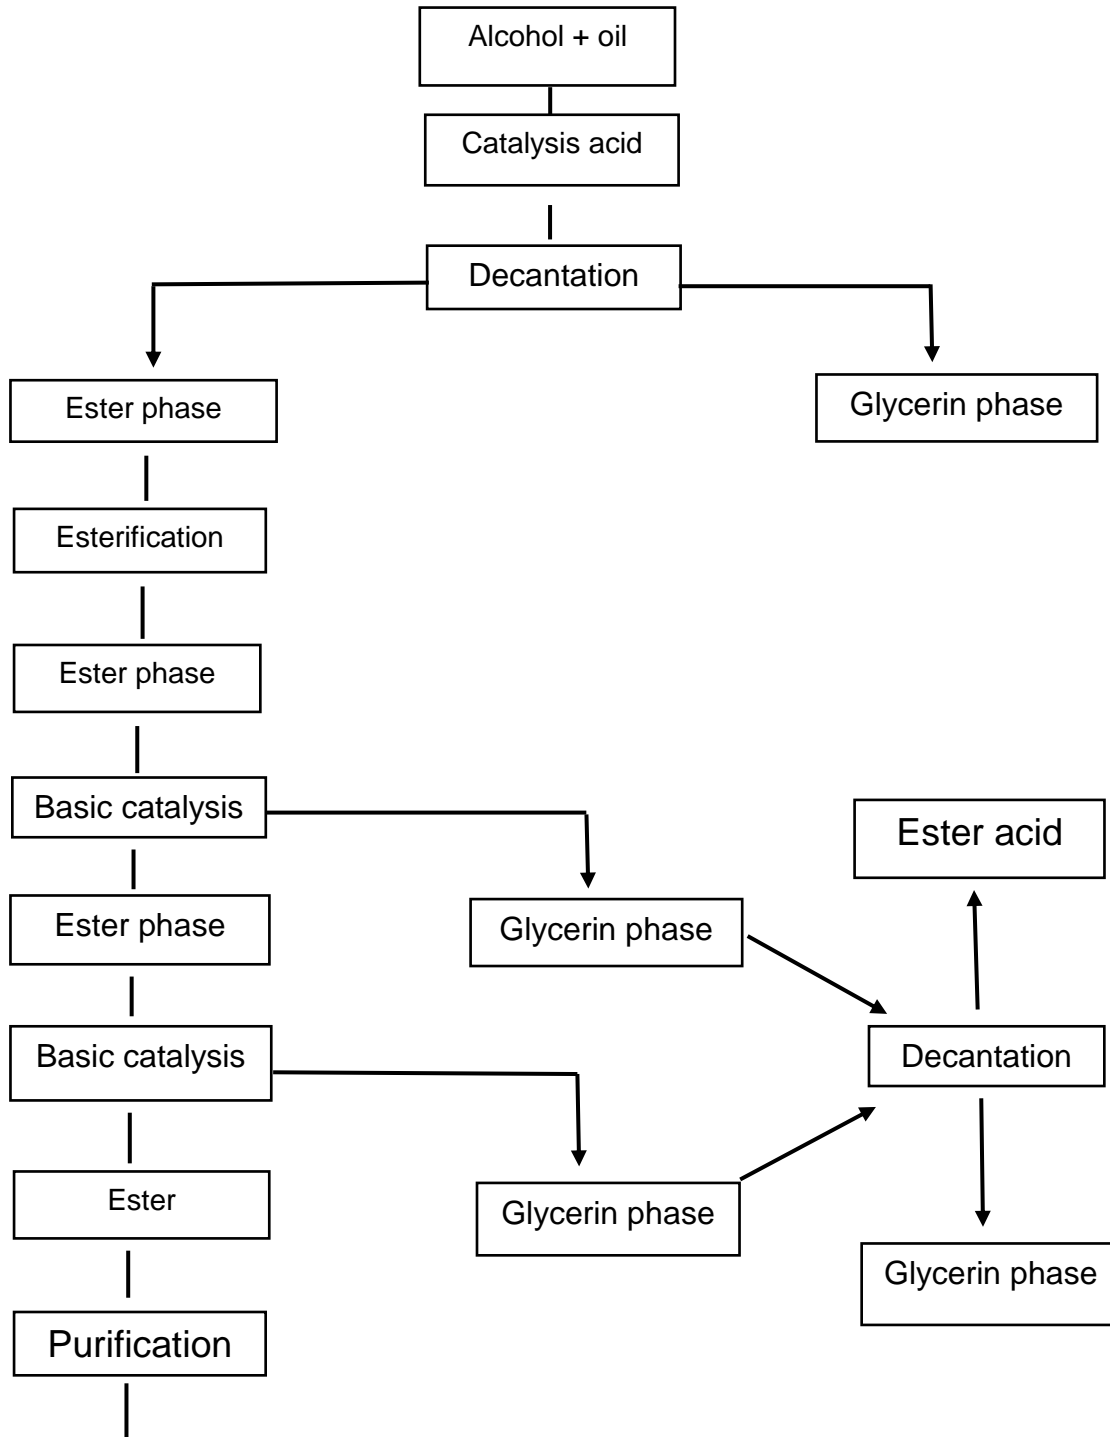 Alcohol + oil
Catalysis acid
Decantation
Ester phase
Glycerin phase
Esterification
Ester phase
Basic catalysis
Ester acid
Ester phase
Glycerin phase
Basic catalysis
Decantation
Ester
Glycerin phase
Glycerin phase
Purification